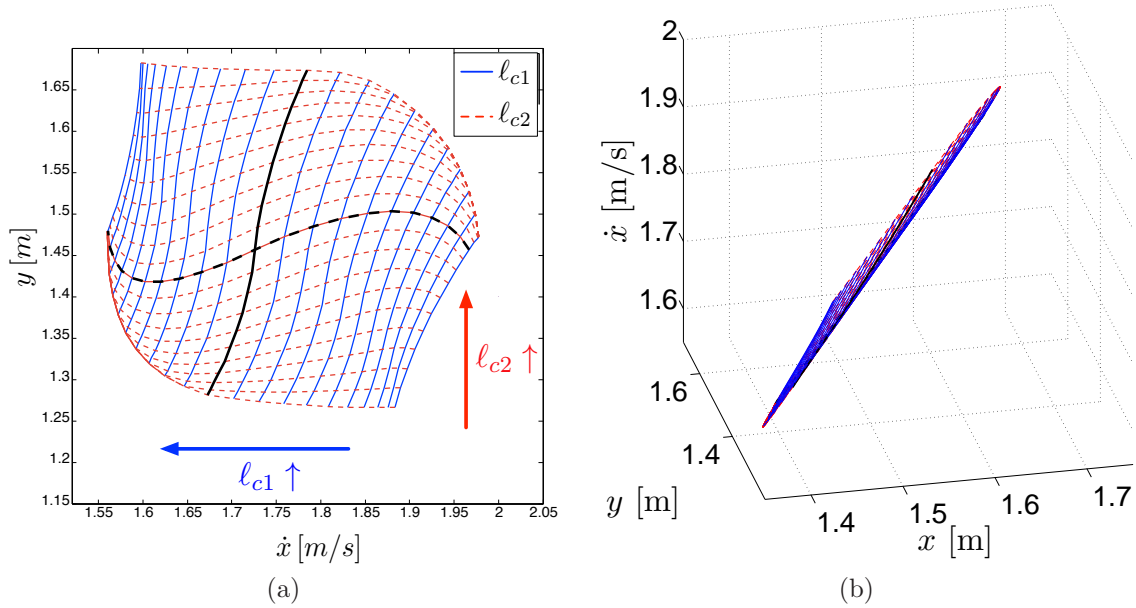 ℓc1
ℓc2
1.65
1.6
1.55
1.5
1.45
1.4
1.35
1.3
1.25
1.2
1.15
y [m]
ℓc2 ↑
ℓc1 ↑
1.55 1.6 1.65 1.7 1.75 1.8 1.85 1.9 1.95 2 2.05
ẋ [m/s]
(a)
2
1.9
1.8
1.7
1.6
ẋ [m/s]
1.6
1.4
y [m]
1.4 1.5 1.6 1.7
x [m]
(b)